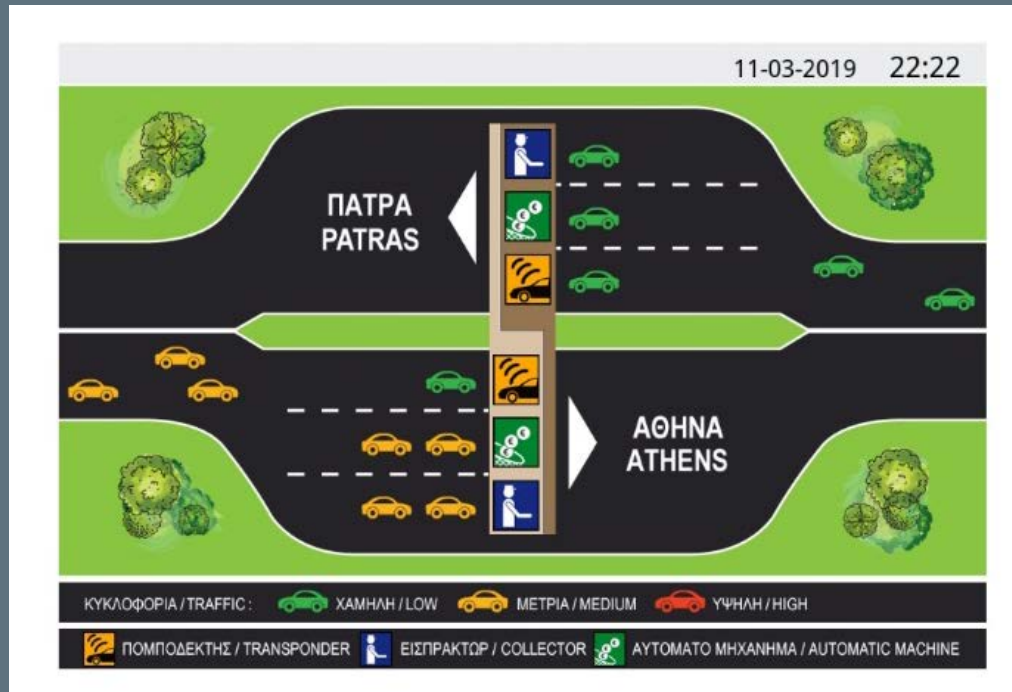 11-03-2019 22:22
ΠΑΤΡΑ
PATRAS
ΑΘΗΝΑ
ATHENS
ΚΥΚΛΟΦΟΡΙΑ / TRAFFIC : ΧΑΜΗΛΗ / LOW ΜΕΤΡΙΑ / MEDIUM ΥΨΗΛΗ / HIGH
ΠΟΜΠΟΔΕΚΤΗΣ / TRANSPONDER ΕΙΣΠΡΑΚΤΩΡ / COLLECTOR ΑΥΤΟΜΑΤΟ ΜΗΧΑΝΗΜΑ / AUTOMATIC MACHINE